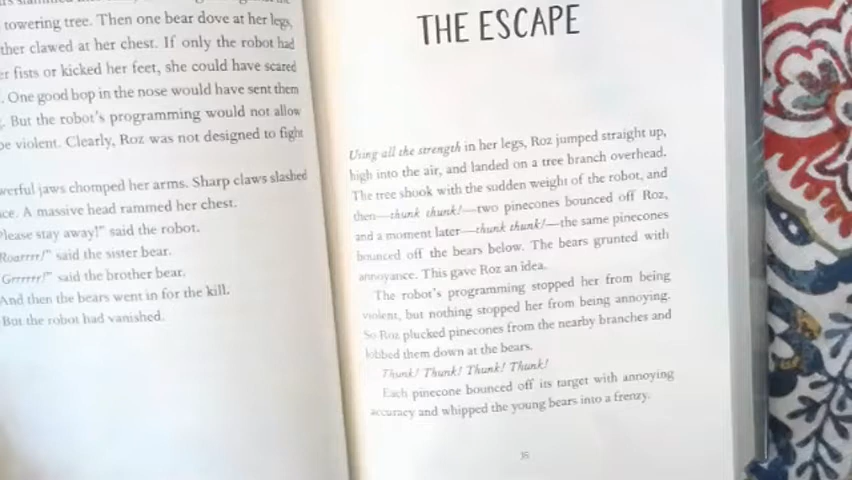 towering tree. Then one bear dove at her legs,
ther clawed at her chest. If only the robot had
er fists or kicked her feet, she could have scared
. One good bop in the nose would have sent them
. But the robot's programming would not allow
be violent. Clearly, Roz was not designed to fight
werful jaws chomped her arms. Sharp claws slashed
ce. A massive head rammed her chest.
Please stay away!" said the robot.
Roarrrr!" said the sister bear.
Grrrrrr!" said the brother bear.
And then the bears went in for the kill.
But the robot had vanished.
THE ESCAPE
Using all the strength in her legs, Roz jumped straight up,
high into the air, and landed on a tree branch overhead.
The tree shook with the sudden weight of the robot, and
then—thunk thunk!—two pinecones bounced off Roz,
and a moment later—thunk thunk!—the same pinecones
bounced off the bears below. The bears grunted with
annoyance. This gave Roz an idea.
The robot's programming stopped her from being
violent, but nothing stopped her from being annoying.
So Roz plucked pinecones from the nearby branches and
lobbed them down at the bears.
Thunk! Thunk! Thunk! Thunk!
Each pinecone bounced off its target with annoying
accuracy and whipped the young bears into a frenzy.
35